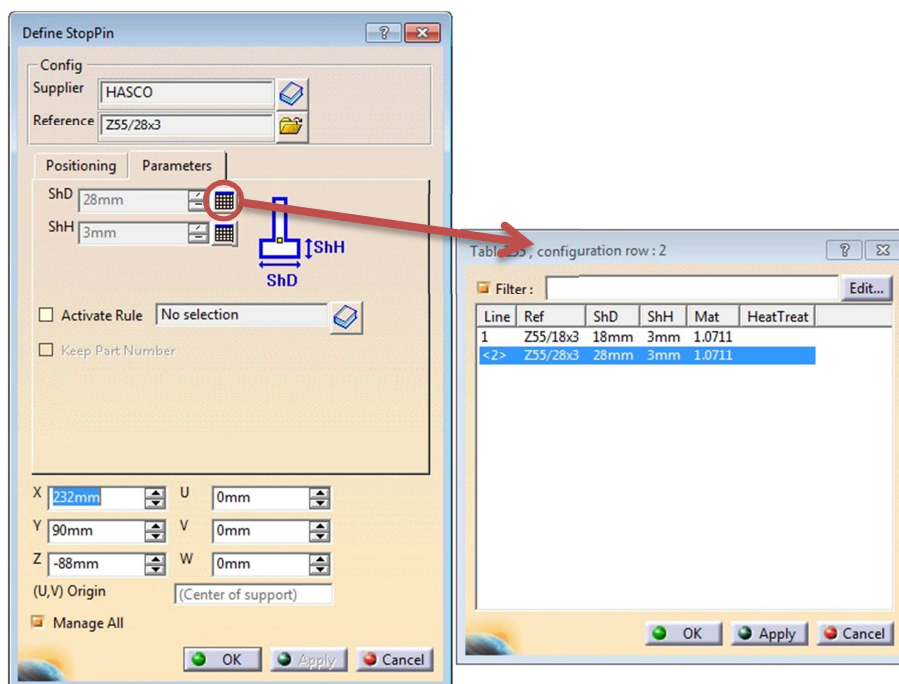 Define StopPin
Config
Supplier HASCO
Reference Z55/28x3
Positioning Parameters
ShD 28mm
ShH 3mm
ShH
ShD
Activate Rule No selection
Keep Part Number
X 232mm U 0mm
Y 90mm V 0mm
Z -88mm W 0mm
(U,V) Origin (Center of support)
Manage All
OK Apply Cancel
, configuration row : 2
Filter : Edit...
Line Ref ShD ShH Mat HeatTreat
1 Z55/18x3 18mm 3mm 1.0711
<2> Z55/28x3 28mm 3mm 1.0711
OK Apply Cancel